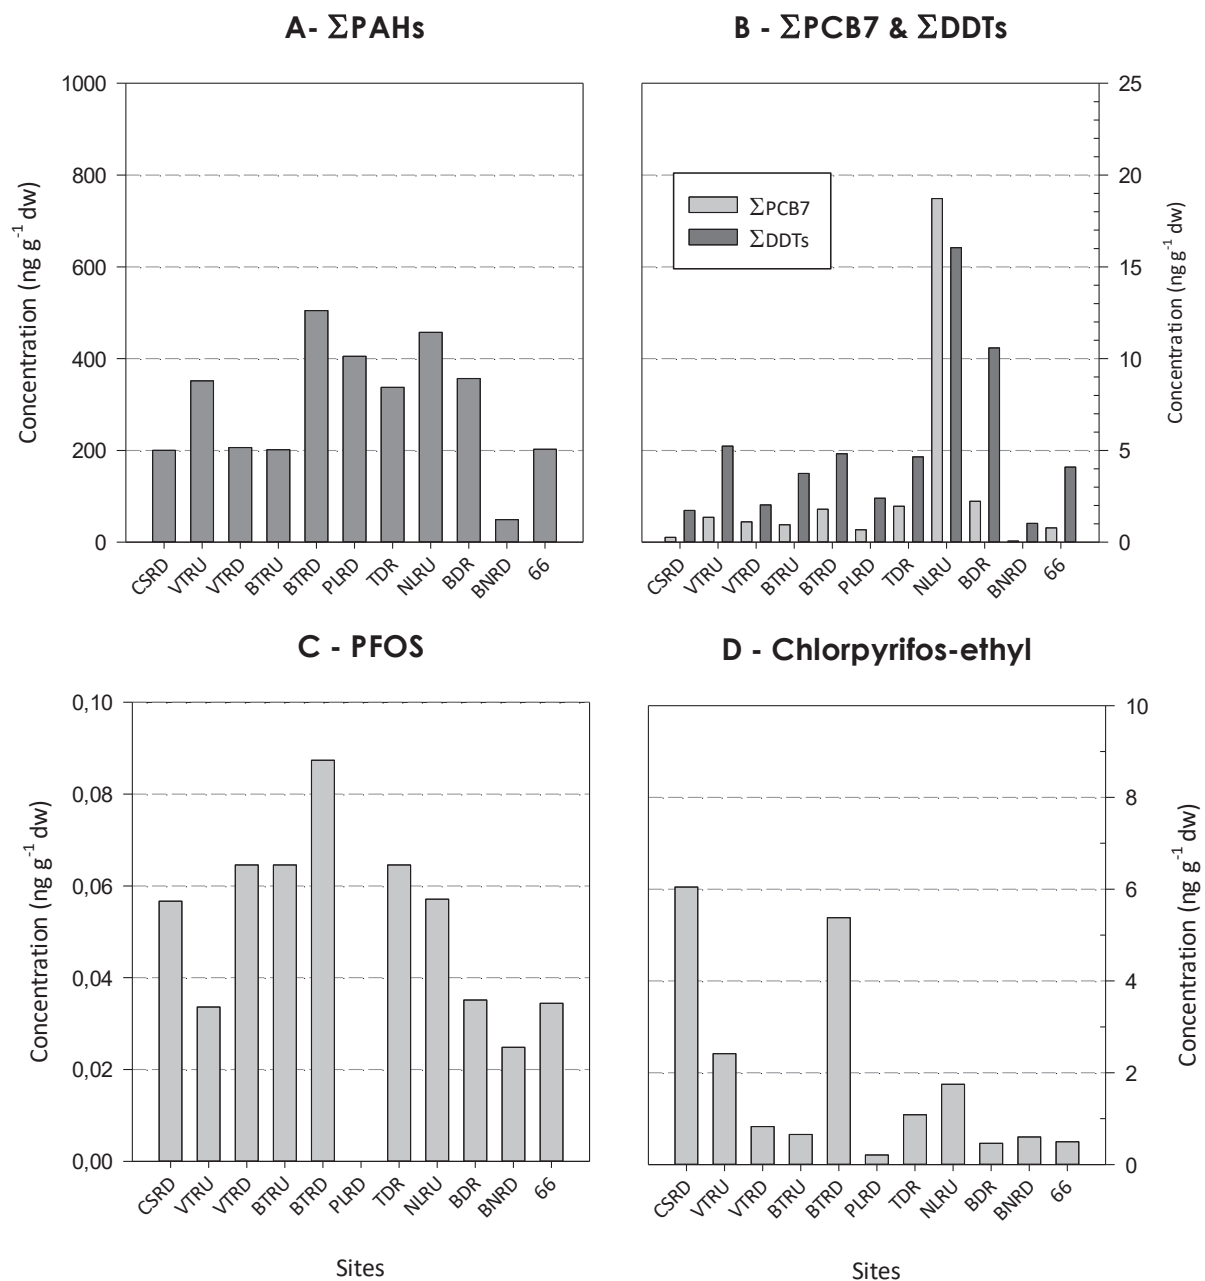 A- ΣPAHs
B - ΣPCB7 & ΣDDTs
1000
800
600
400
200
0
Concentration (ng g⁻¹ dw)
CSRD VTRU VTRD BTRU BTRD PLRD TDR NLRU BDR BNRD 66
ΣPCB7
ΣDDTs
25
20
15
10
5
0
Concentration (ng g⁻¹ dw)
CSRD VTRU VTRD BTRU BTRD PLRD TDR NLRU BDR BNRD 66
C - PFOS
D - Chlorpyrifos-ethyl
0,10
0,08
0,06
0,04
0,02
0,00
Concentration (ng g⁻¹ dw)
CSRD VTRU VTRD BTRU BTRD PLRD TDR NLRU BDR BNRD 66
Sites
10
8
6
4
2
0
Concentration (ng g⁻¹ dw)
CSRD VTRU VTRD BTRU BTRD PLRD TDR NLRU BDR BNRD 66
Sites